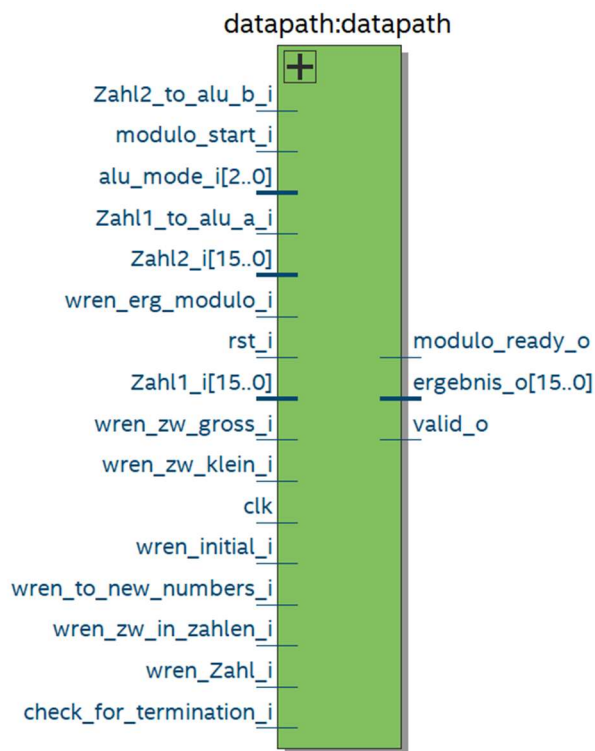 datapath:datapath
Zahl2_to_alu_b_i
modulo_start_i
alu_mode_i[2..0]
Zahl1_to_alu_a_i
Zahl2_i[15..0]
wren_erg_modulo_i
rst_i
modulo_ready_o
Zahl1_i[15..0]
ergebnis_o[15..0]
wren_zw_gross_i
valid_o
wren_zw_klein_i
clk
wren_initial_i
wren_to_new_numbers_i
wren_zw_in_zahlen_i
wren_Zahl_i
check_for_termination_i